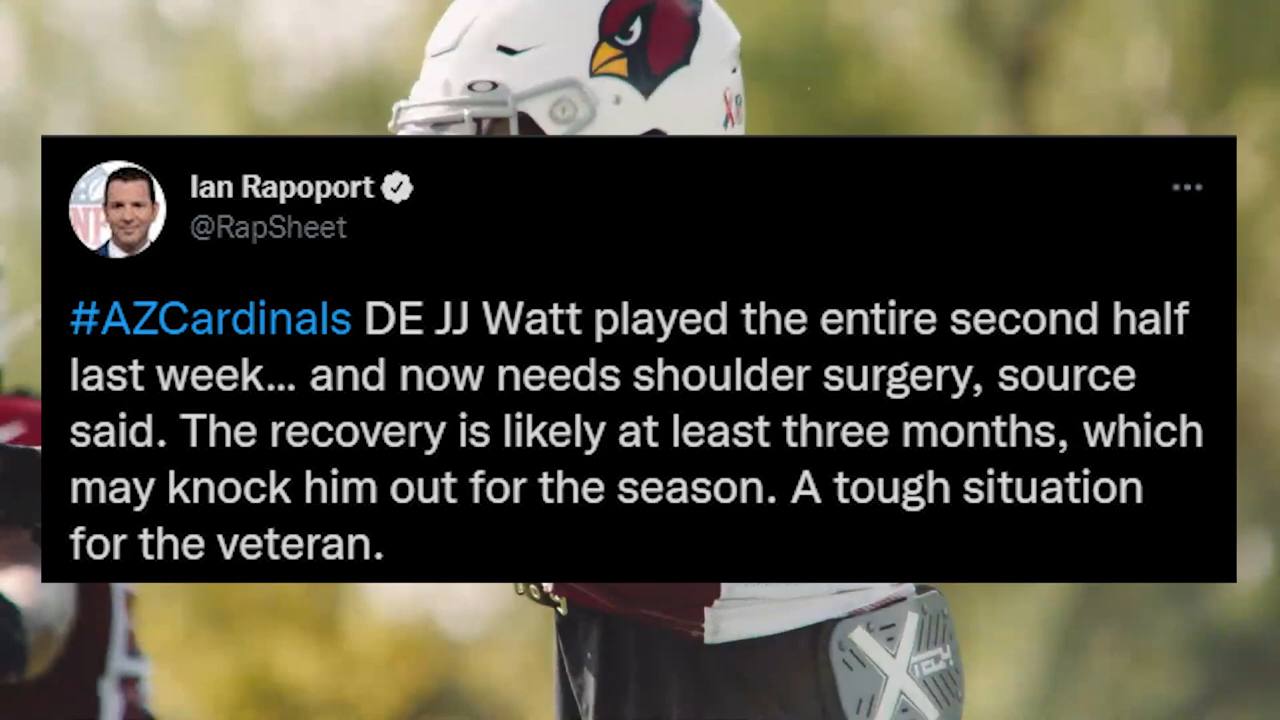 Ian Rapoport
@RapSheet
#AZCardinals DE JJ Watt played the entire second half
last week... and now needs shoulder surgery, source
said. The recovery is likely at least three months, which
may knock him out for the season. A tough situation
for the veteran.